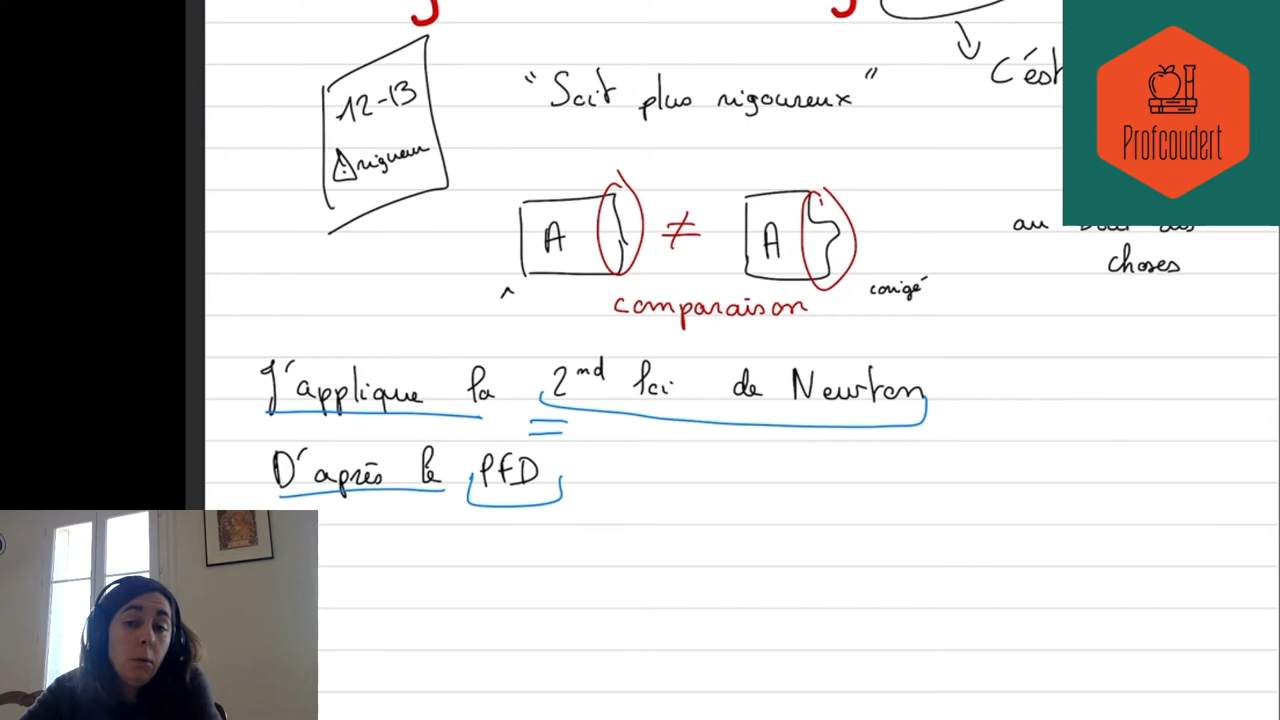 12-13
rigueur
"Soit plus rigoureux"
C'est
Profcoudert
A ≠ A
corrigé
comparaison
au
choses
J'applique la 2nd loi de Newton
=
D'après le PFD